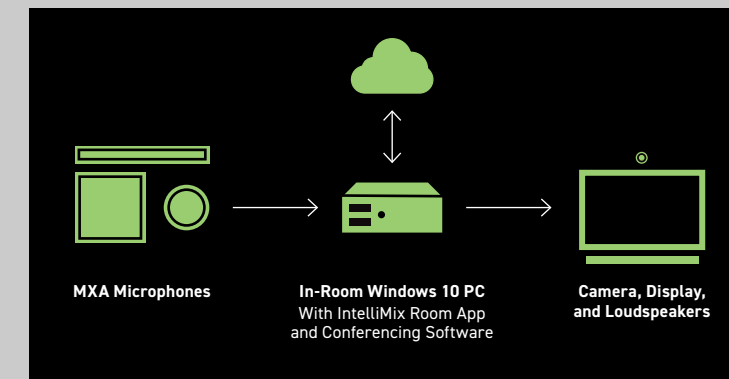 MXA Microphones
In-Room Windows 10 PC
With IntelliMix Room App
and Conferencing Software
Camera, Display,
and Loudspeakers